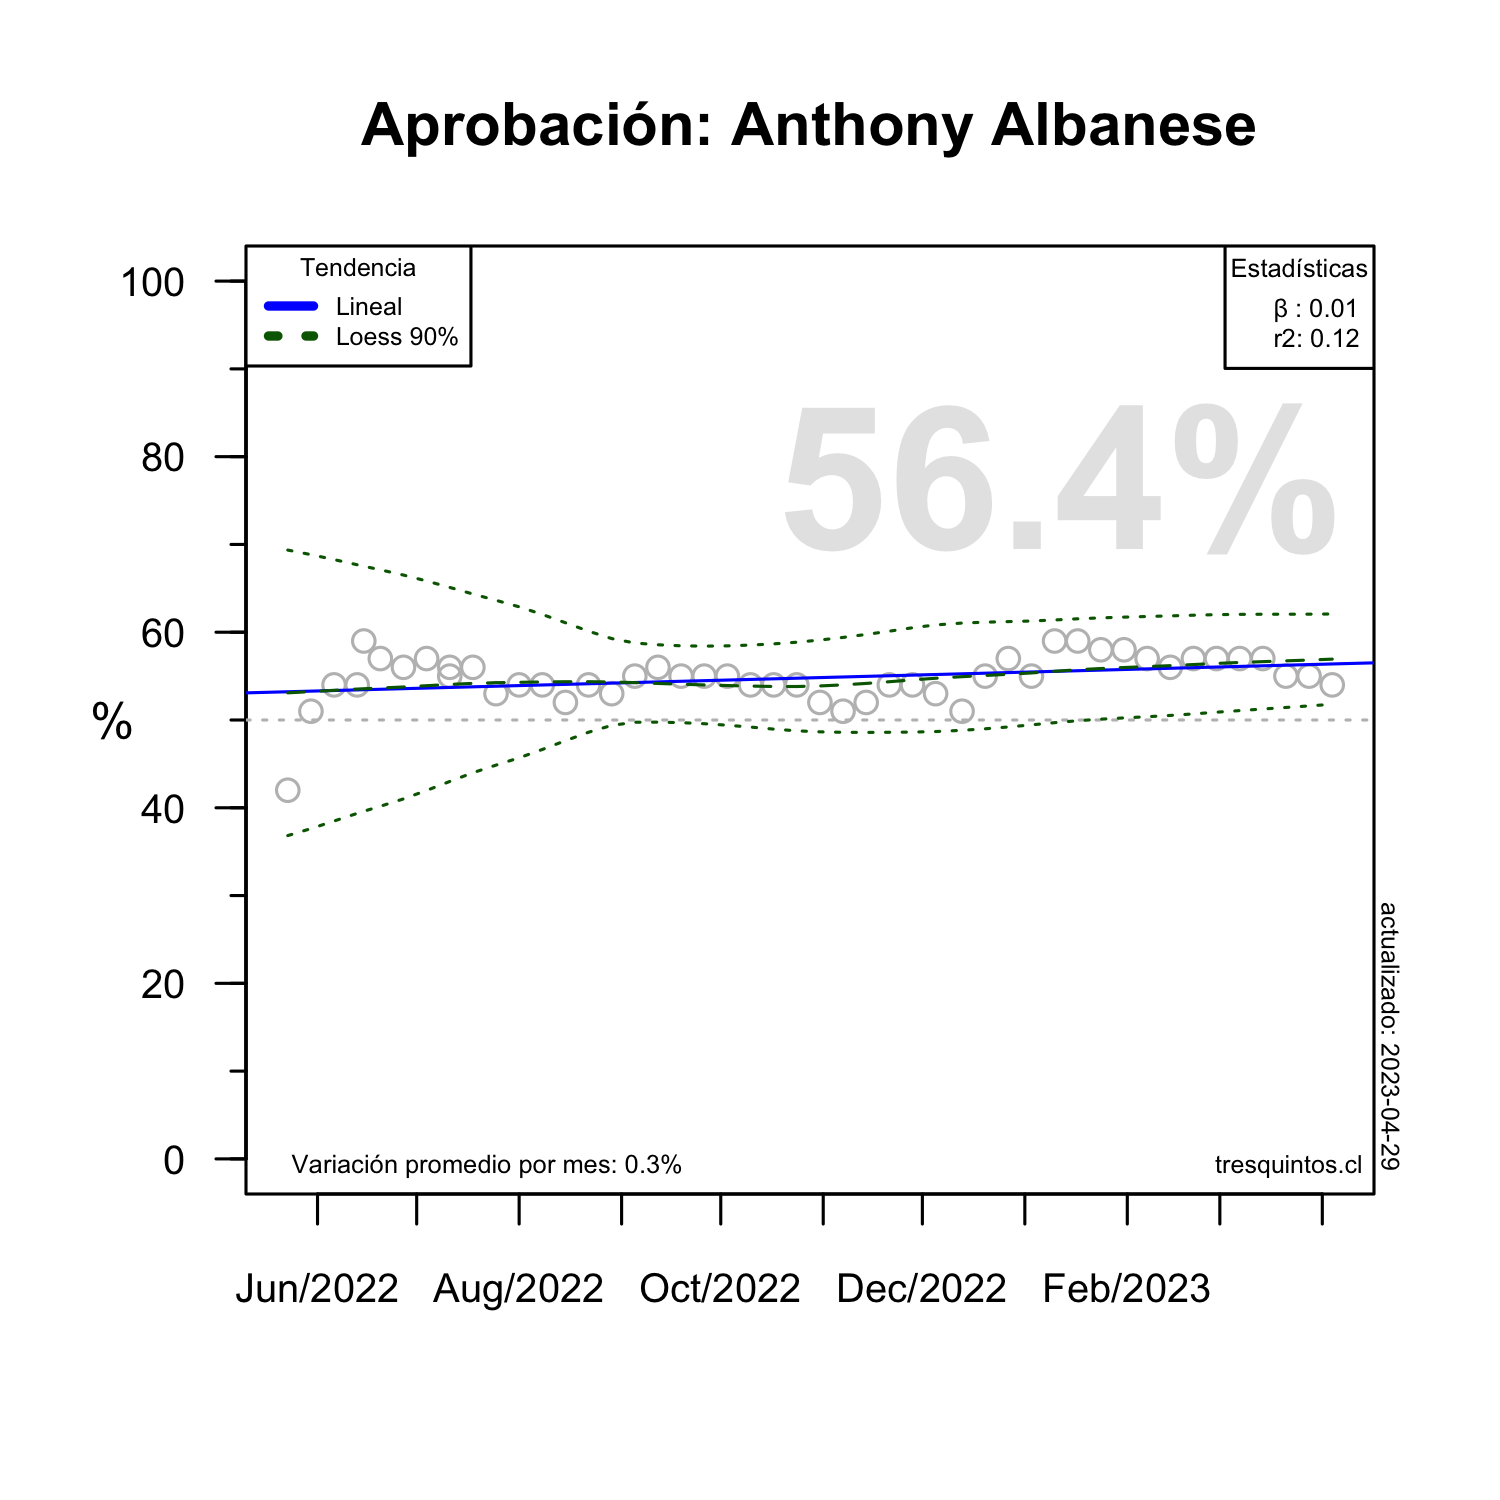 Aprobación: Anthony Albanese
Tendencia
Lineal
Loess 90%
Estadísticas
β : 0.01
r2: 0.12
56.4%
100
80
60
%
40
20
0
Variación promedio por mes: 0.3%
tresquintos.cl
actualizado: 2023-04-29
Jun/2022 Aug/2022 Oct/2022 Dec/2022 Feb/2023